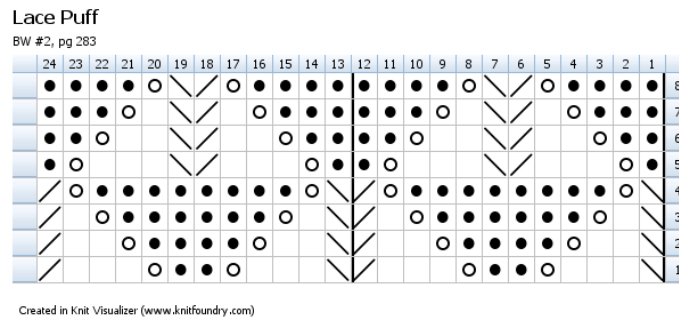 Lace Puff
BW #2, pg 283
24 23 22 21 20 19 18 17 16 15 14 13 12 11 10 9 8 7 6 5 4 3 2 1
8
7
6
5
4
3
2
1
Created in Knit Visualizer (www.knitfoundry.com)